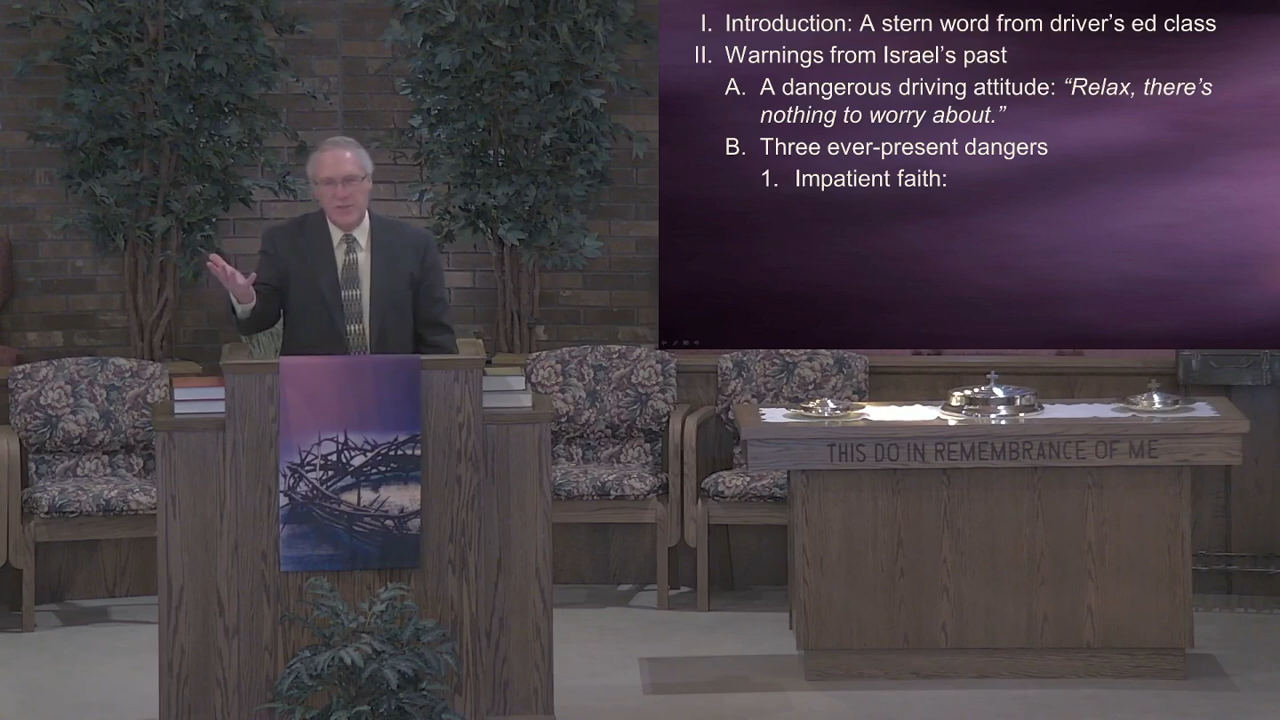 I. Introduction: A stern word from driver's ed class
II. Warnings from Israel's past
A. A dangerous driving attitude: “Relax, there's
nothing to worry about.”
B. Three ever-present dangers
1. Impatient faith:
THIS DO IN REMEMBRANCE OF ME